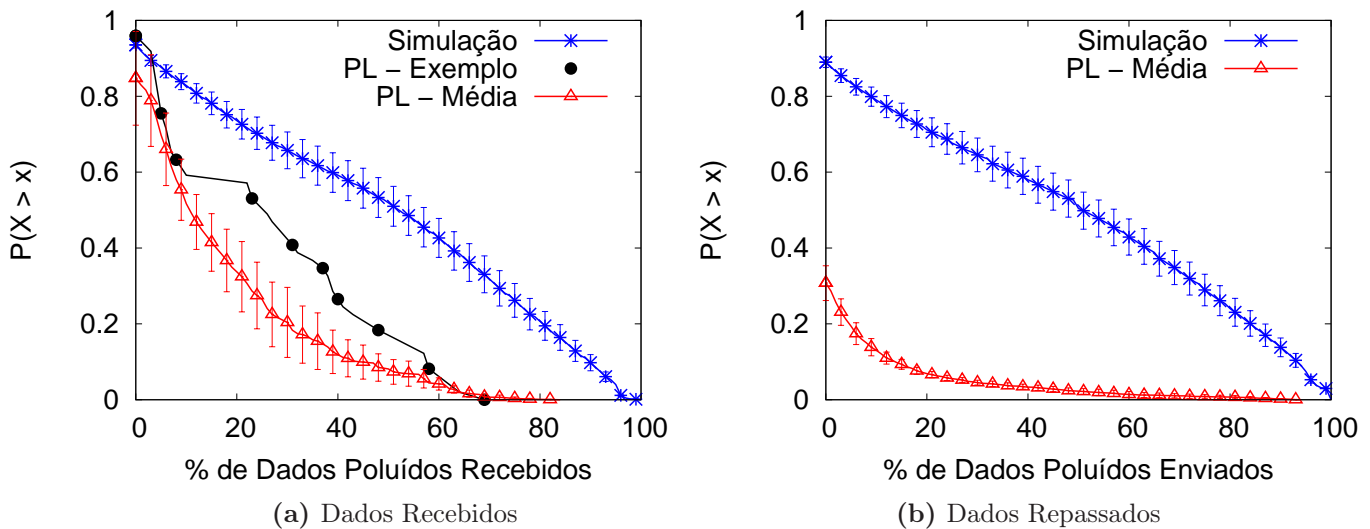 1
0.8
0.6
0.4
0.2
0
P(X > x)
Simulação
PL – Exemplo
PL – Média
0 20 40 60 80 100
% de Dados Poluídos Recebidos
(a) Dados Recebidos
1
0.8
0.6
0.4
0.2
0
P(X > x)
Simulação
PL – Média
0 20 40 60 80 100
% de Dados Poluídos Enviados
(b) Dados Repassados